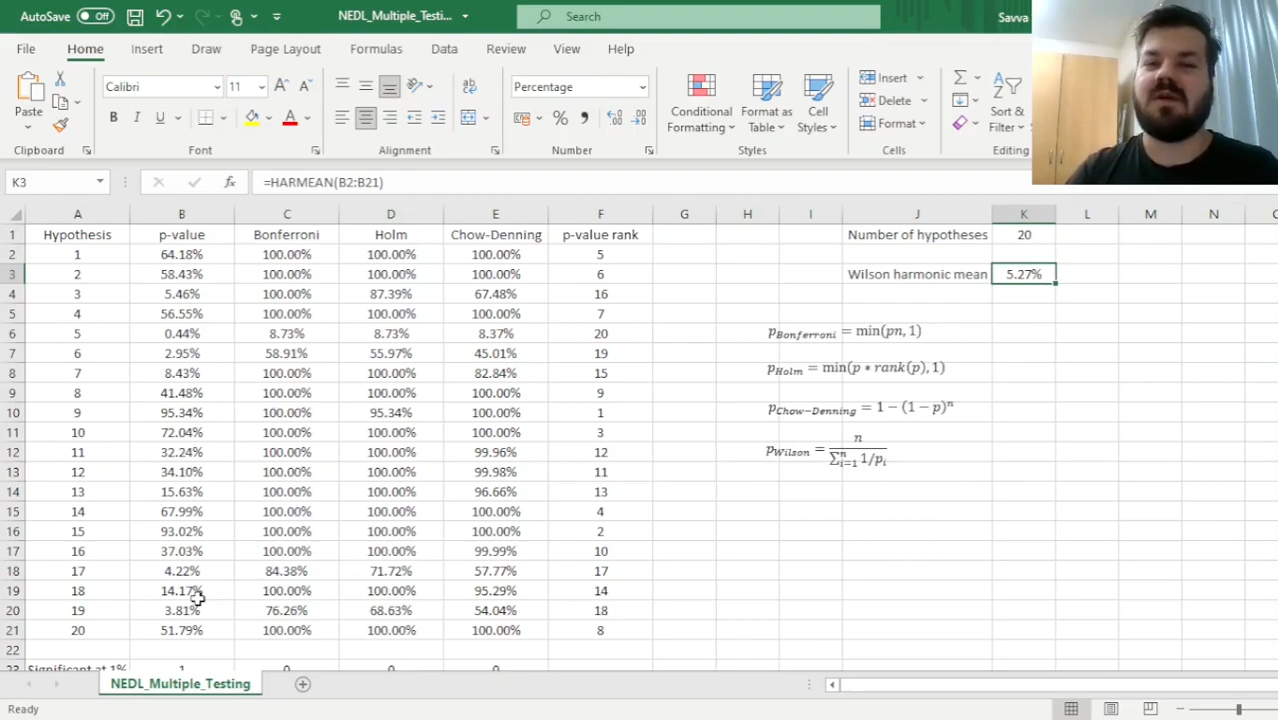 AutoSave Off NEDL_Multiple_Testi... Search Savva
File Home Insert Draw Page Layout Formulas Data Review View Help
Calibri 11 Percentage Insert
Paste Conditional Formatting Format as Table Cell Styles Delete Sort & Filter
B I U Format
Clipboard Font Alignment Number Styles Cells Editing
K3 =HARMEAN(B2:B21)
A B C D E F G H I J K L M N
1 Hypothesis p-value Bonferroni Holm Chow-Denning p-value rank Number of hypotheses 20
2 1 64.18% 100.00% 100.00% 100.00% 5
3 2 58.43% 100.00% 100.00% 100.00% 6 Wilson harmonic mean 5.27%
4 3 5.46% 100.00% 87.39% 67.48% 16
5 4 56.55% 100.00% 100.00% 100.00% 7
6 5 0.44% 8.73% 8.73% 8.37% 20 p_Bonferroni = min(pn, 1)
7 6 2.95% 58.91% 55.97% 45.01% 19
8 7 8.43% 100.00% 100.00% 82.84% 15 p_Holm = min(p * rank(p), 1)
9 8 41.48% 100.00% 100.00% 100.00% 9
10 9 95.34% 100.00% 95.34% 100.00% 1 p_Chow-Denning = 1 − (1 − p)^n
11 10 72.04% 100.00% 100.00% 100.00% 3
12 11 32.24% 100.00% 100.00% 99.96% 12 p_Wilson = n / ∑_{i=1}^n 1/p_i
13 12 34.10% 100.00% 100.00% 99.98% 11
14 13 15.63% 100.00% 100.00% 96.66% 13
15 14 67.99% 100.00% 100.00% 100.00% 4
16 15 93.02% 100.00% 100.00% 100.00% 2
17 16 37.03% 100.00% 100.00% 99.99% 10
18 17 4.22% 84.38% 71.72% 57.77% 17
19 18 14.17% 100.00% 100.00% 95.29% 14
20 19 3.81% 76.26% 68.63% 54.04% 18
21 20 51.79% 100.00% 100.00% 100.00% 8
22
23 Significant at 1% 1 0 0 0
NEDL_Multiple_Testing
Ready